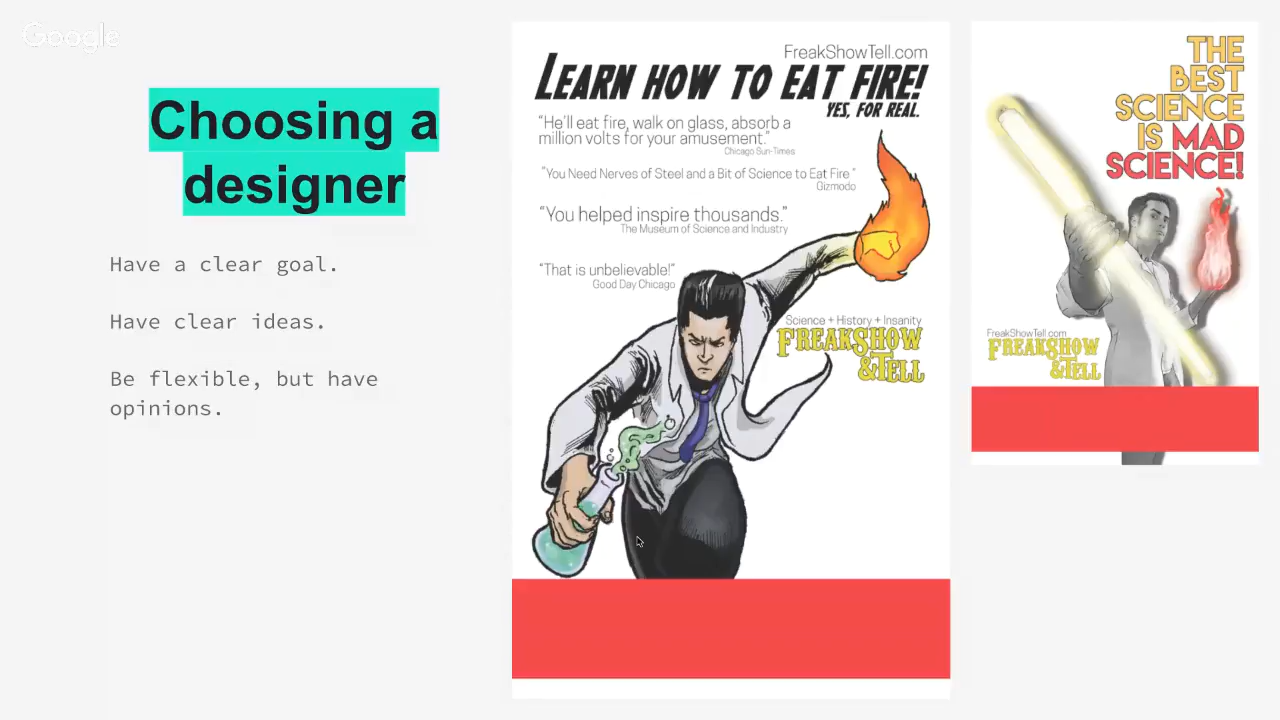 Google
Choosing a
designer
Have a clear goal.
Have clear ideas.
Be flexible, but have
opinions.
FreakShowTell.com
LEARN HOW TO EAT FIRE!
YES, FOR REAL.
“He'll eat fire, walk on glass, absorb a
million volts for your amusement.”
Chicago Sun-Times
“You Need Nerves of Steel and a Bit of Science to Eat Fire ”
Gizmodo
“You helped inspire thousands.”
The Museum of Science and Industry
“That is unbelievable!”
Good Day Chicago
Science + History + Insanity
FREAKSHOW
&TELL
THE
BEST
SCIENCE
IS MAD
SCIENCE!
FreakShowTell.com
FREAKSHOW
&TELL